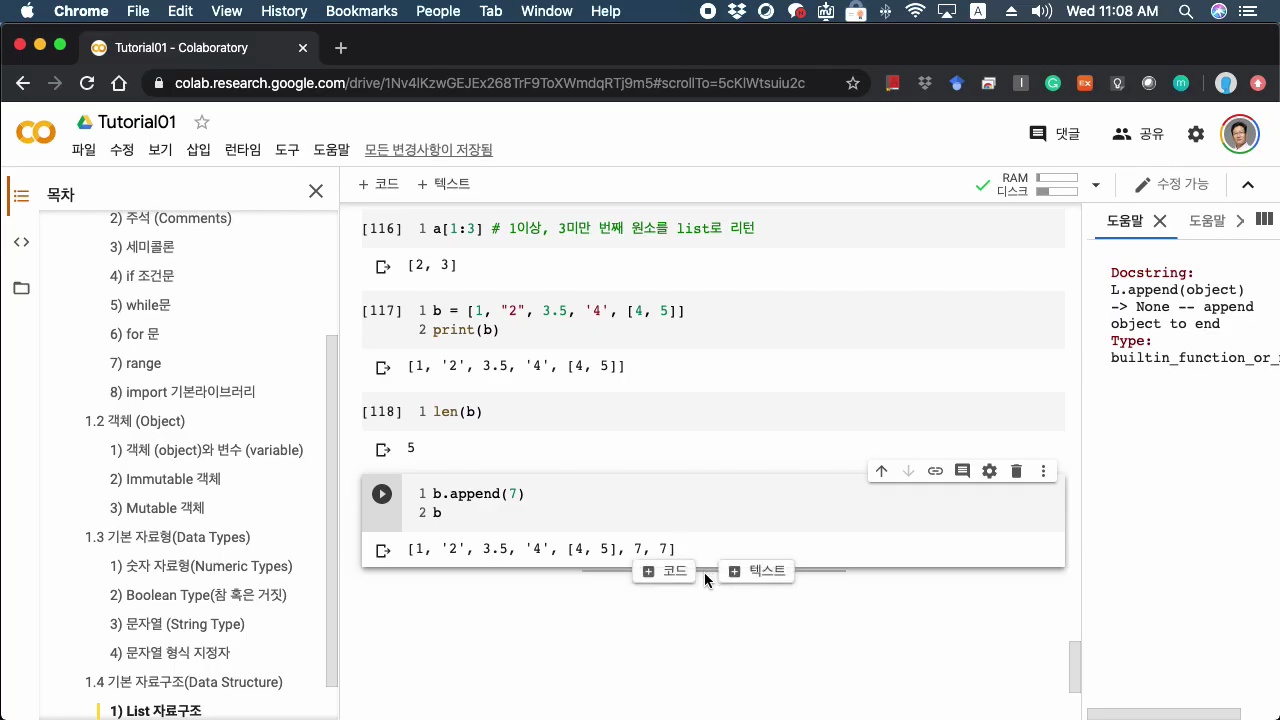 Chrome File Edit View History Bookmarks People Tab Window Help A Wed 11:08 AM
Tutorial01 - Colaboratory
colab.research.google.com/drive/1Nv4lKzwGEJEx268TrF9ToXWmdqRTj9m5#scrollTo=5cKlWtsuiu2c
Tutorial01
파일 수정 보기 삽입 런타임 도구 도움말 모든 변경사항이 저장됨
댓글 공유
목차
+ 코드 + 텍스트
RAM
디스크
수정 가능
2) 주석 (Comments)
3) 세미콜론
4) if 조건문
5) while문
6) for 문
7) range
8) import 기본라이브러리
1.2 객체 (Object)
1) 객체 (object)와 변수 (variable)
2) Immutable 객체
3) Mutable 객체
1.3 기본 자료형(Data Types)
1) 숫자 자료형(Numeric Types)
2) Boolean Type(참 혹은 거짓)
3) 문자열 (String Type)
4) 문자열 형식 지정자
1.4 기본 자료구조(Data Structure)
1) List 자료구조
[116] 1 a[1:3] # 1이상, 3미만 번째 원소를 list로 리턴
[2, 3]
[117] 1 b = [1, "2", 3.5, '4', [4, 5]]
2 print(b)
[1, '2', 3.5, '4', [4, 5]]
[118] 1 len(b)
5
1 b.append(7)
2 b
[1, '2', 3.5, '4', [4, 5], 7, 7]
코드 텍스트
도움말 도움말
Docstring:
L.append(object)
-> None -- append
object to end
Type:
builtin_function_or_